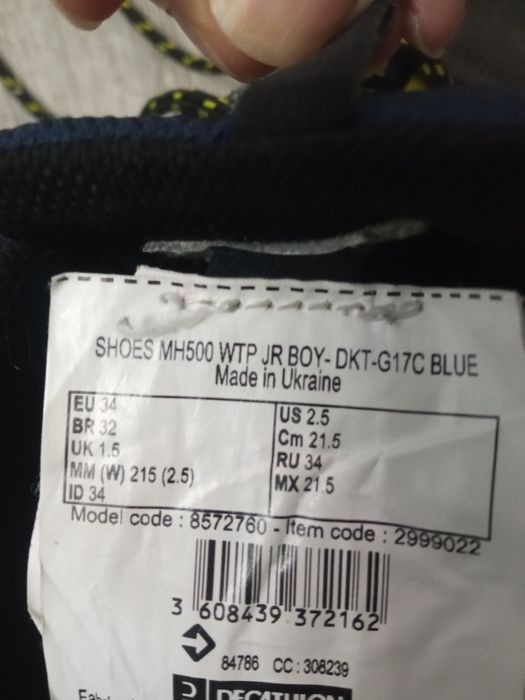 SHOES MH500 WTP JR BOY- DKT-G17C BLUE
Made in Ukraine
EU 34
BR 32
UK 1.5
MM (W) 215 (2.5)
ID 34
US 2.5
Cm 21.5
RU 34
MX 21.5
Model code : 8572760 - Item code : 2999022
3 608439 372162
84786 CC: 308239
DECATHLON